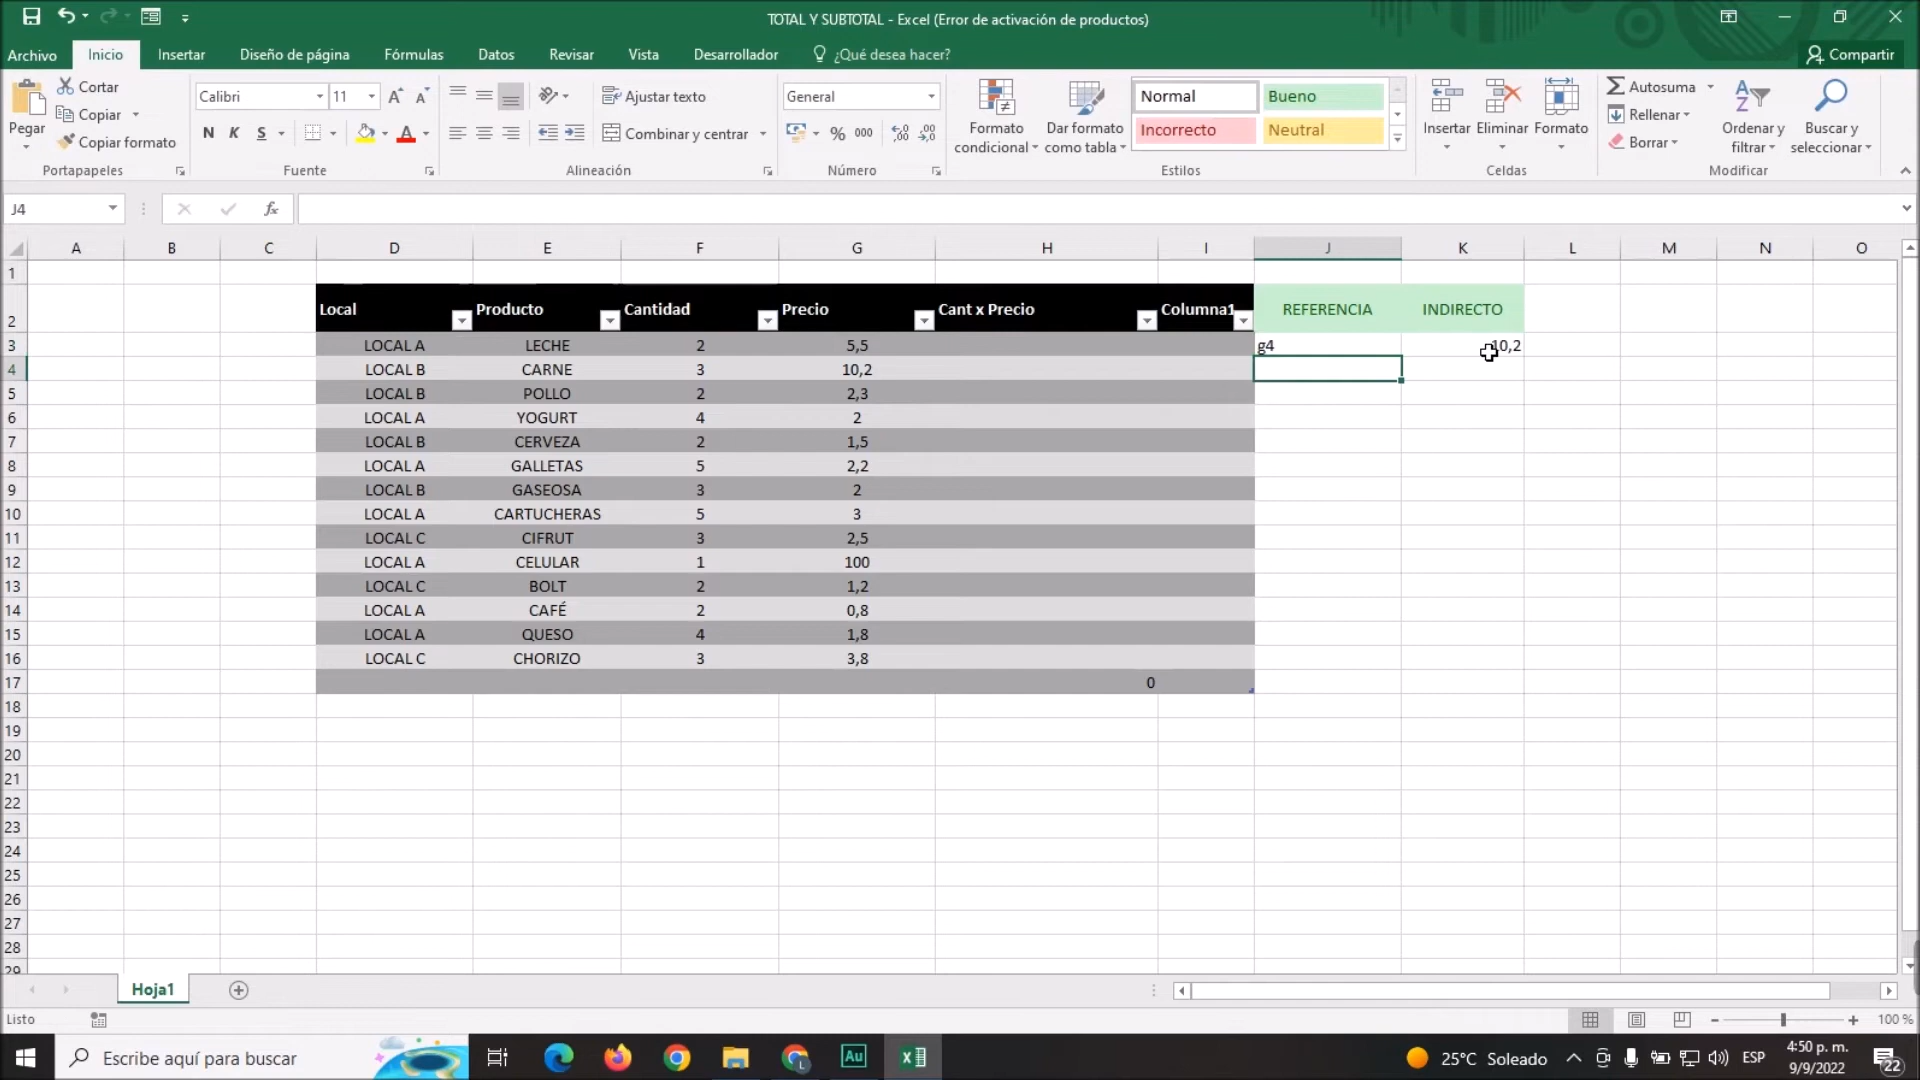 TOTAL Y SUBTOTAL - Excel (Error de activación de productos)
Archivo Inicio Insertar Diseño de página Fórmulas Datos Revisar Vista Desarrollador ¿Qué desea hacer? Compartir
Pegar
Cortar
Copiar
Copiar formato
Portapapeles
Calibri 11
N K S
Fuente
Ajustar texto
Combinar y centrar
Alineación
General
% 000
Número
Formato condicional
Dar formato como tabla
Normal Bueno
Incorrecto Neutral
Estilos
Insertar Eliminar Formato
Celdas
Autosuma
Rellenar
Borrar
Ordenar y filtrar
Buscar y seleccionar
Modificar
J4 fx
A B C D E F G H I J K L M N O
1
2 Local Producto Cantidad Precio Cant x Precio Columna1 REFERENCIA INDIRECTO
3 LOCAL A LECHE 2 5,5 g4 10,2
4 LOCAL B CARNE 3 10,2
5 LOCAL B POLLO 2 2,3
6 LOCAL A YOGURT 4 2
7 LOCAL B CERVEZA 2 1,5
8 LOCAL A GALLETAS 5 2,2
9 LOCAL B GASEOSA 3 2
10 LOCAL A CARTUCHERAS 5 3
11 LOCAL C CIFRUT 3 2,5
12 LOCAL A CELULAR 1 100
13 LOCAL C BOLT 2 1,2
14 LOCAL A CAFÉ 2 0,8
15 LOCAL A QUESO 4 1,8
16 LOCAL C CHORIZO 3 3,8
17 0
18
19
20
21
22
23
24
25
26
27
28
29
Hoja1
Listo 100 %
Escribe aquí para buscar Au 25°C Soleado ESP 4:50 p. m.
9/9/2022 22